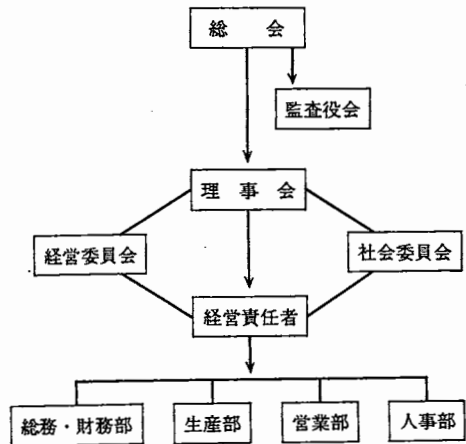 総会
監査役会
理事会
経営委員会
社会委員会
経営責任者
総務・財務部
生産部
営業部
人事部